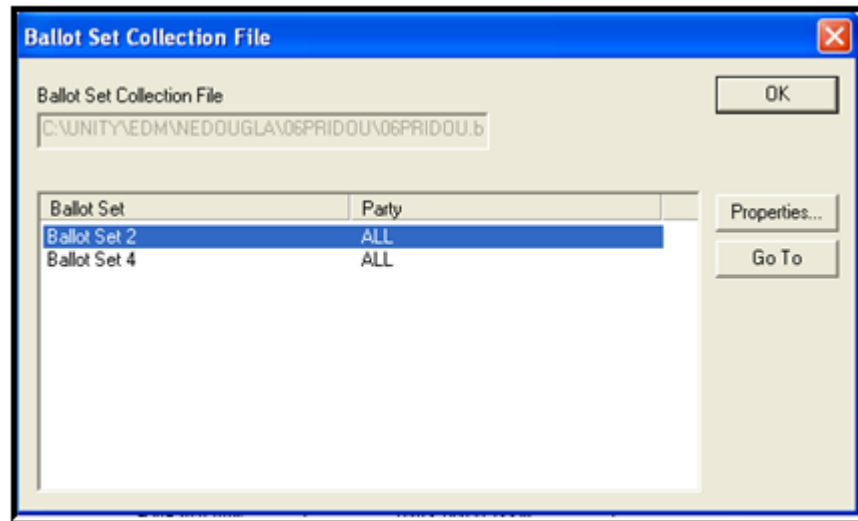 Ballot Set Collection File
Ballot Set Collection File
OK
C:\UNITY\EDM\NEDOUGLA\06PRIDOU\06PRIDOU.b
Ballot Set Party
Properties...
Ballot Set 2 ALL
Ballot Set 4 ALL
Go To